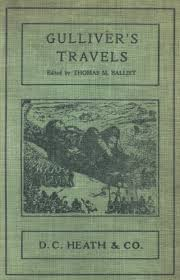 GULLIVER'S
TRAVELS
Edited by THOMAS M. BALLIET
D. C. HEATH & CO.